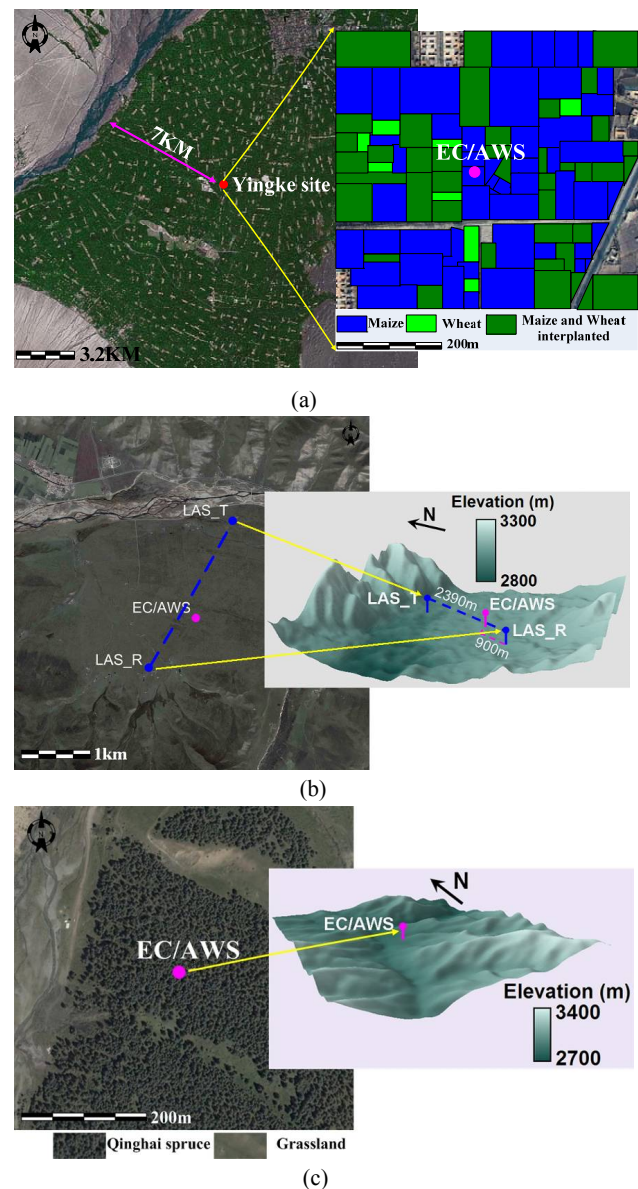 N
7KM
Yingke site
3.2KM
EC/AWS
Maize
Wheat
Maize and Wheat
interplanted
200m
(a)
N
LAS_T
EC/AWS
LAS_R
1km
N
Elevation (m)
3300
2800
LAS_T
2390m
EC/AWS
LAS_R
900m
(b)
N
EC/AWS
200m
Qinghai spruce
Grassland
N
EC/AWS
Elevation (m)
3400
2700
(c)